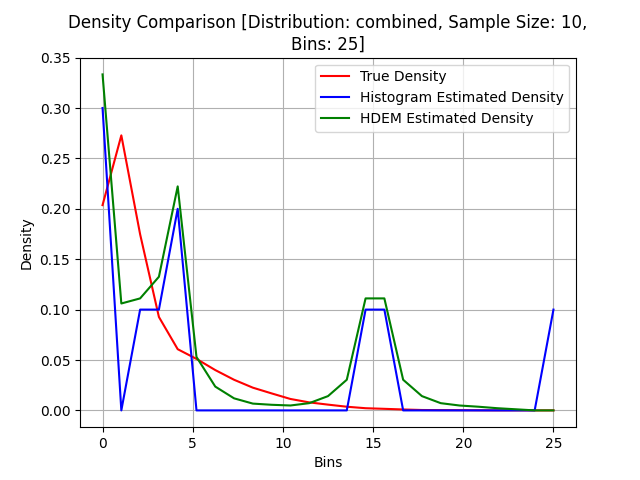 Density Comparison [Distribution: combined, Sample Size: 10,
Bins: 25]
True Density
Histogram Estimated Density
HDEM Estimated Density
Density
0.35
0.30
0.25
0.20
0.15
0.10
0.05
0.00
0 5 10 15 20 25
Bins